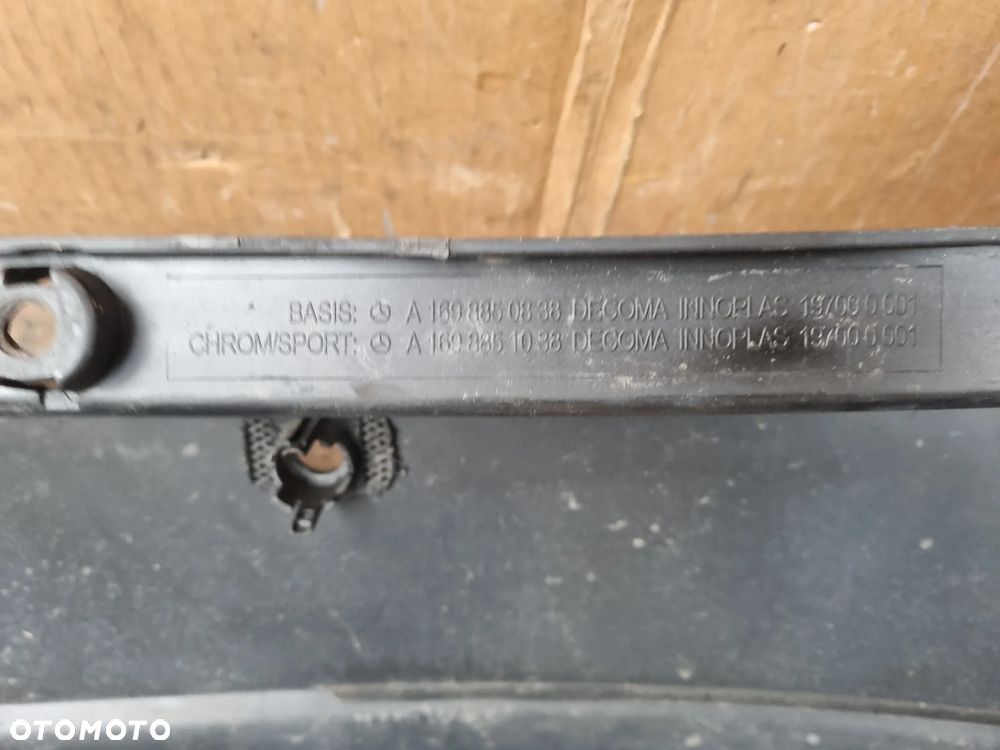 BASIS: A 169 885 08 38 DECOMA INNOPLAS 19700 0 001
CHROM/SPORT: A 169 885 10 38 DECOMA INNOPLAS 19700 0 001
OTOMOTO